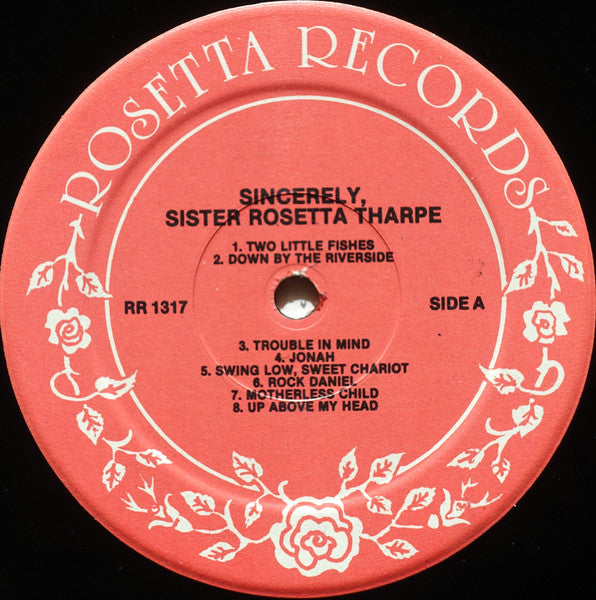 ROSETTA RECORDS
SINCERELY,
SISTER ROSETTA THARPE
1. TWO LITTLE FISHES
2. DOWN BY THE RIVERSIDE
RR 1317
SIDE A
3. TROUBLE IN MIND
4. JONAH
5. SWING LOW, SWEET CHARIOT
6. ROCK DANIEL
7. MOTHERLESS CHILD
8. UP ABOVE MY HEAD